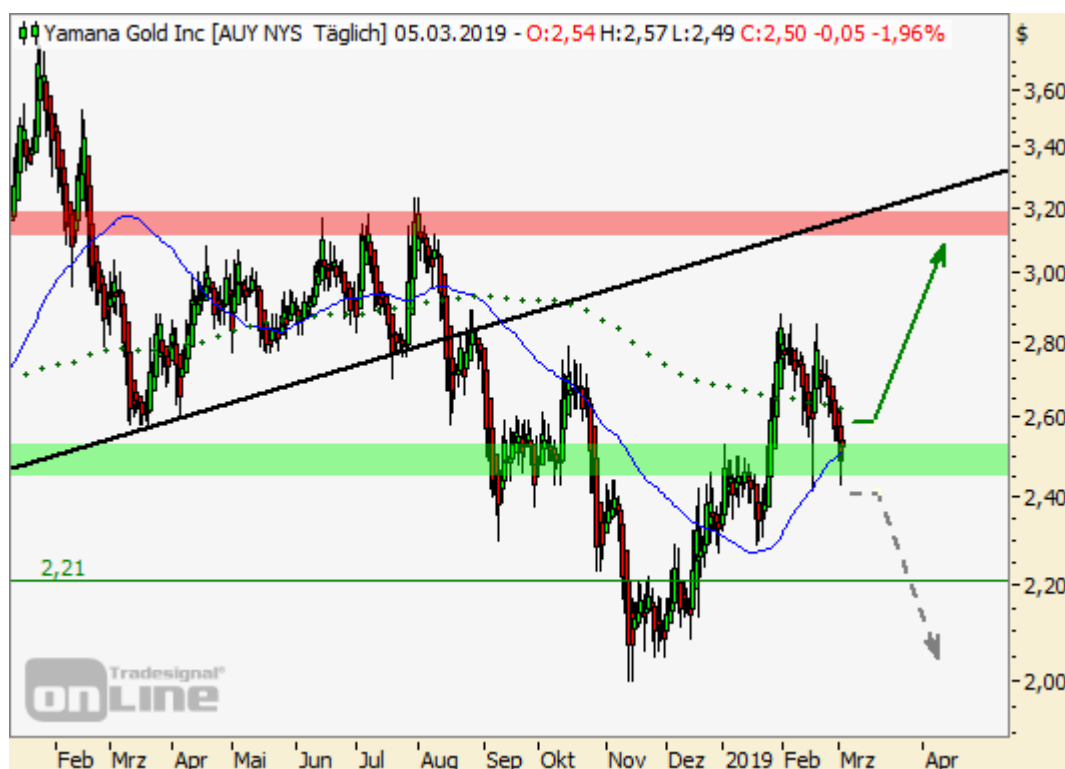 Yamana Gold Inc [AUY NYS Täglich] 05.03.2019 - O:2,54 H:2,57 L:2,49 C:2,50 -0,05 -1,96%
$
3,60
3,40
3,20
3,00
2,80
2,60
2,40
2,21
2,20
2,00
Tradesignal®
onLine
Feb Mrz Apr Mai Jun Jul Aug Sep Okt Nov Dez 2019 Feb Mrz Apr